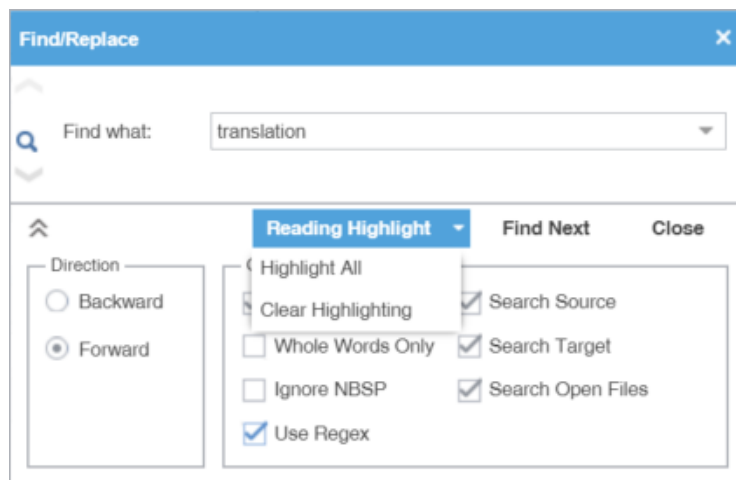 Find/Replace
Find what: translation
Reading Highlight Find Next Close
Highlight All
Clear Highlighting
Direction
Backward
Forward
Search Source
Whole Words Only Search Target
Ignore NBSP Search Open Files
Use Regex